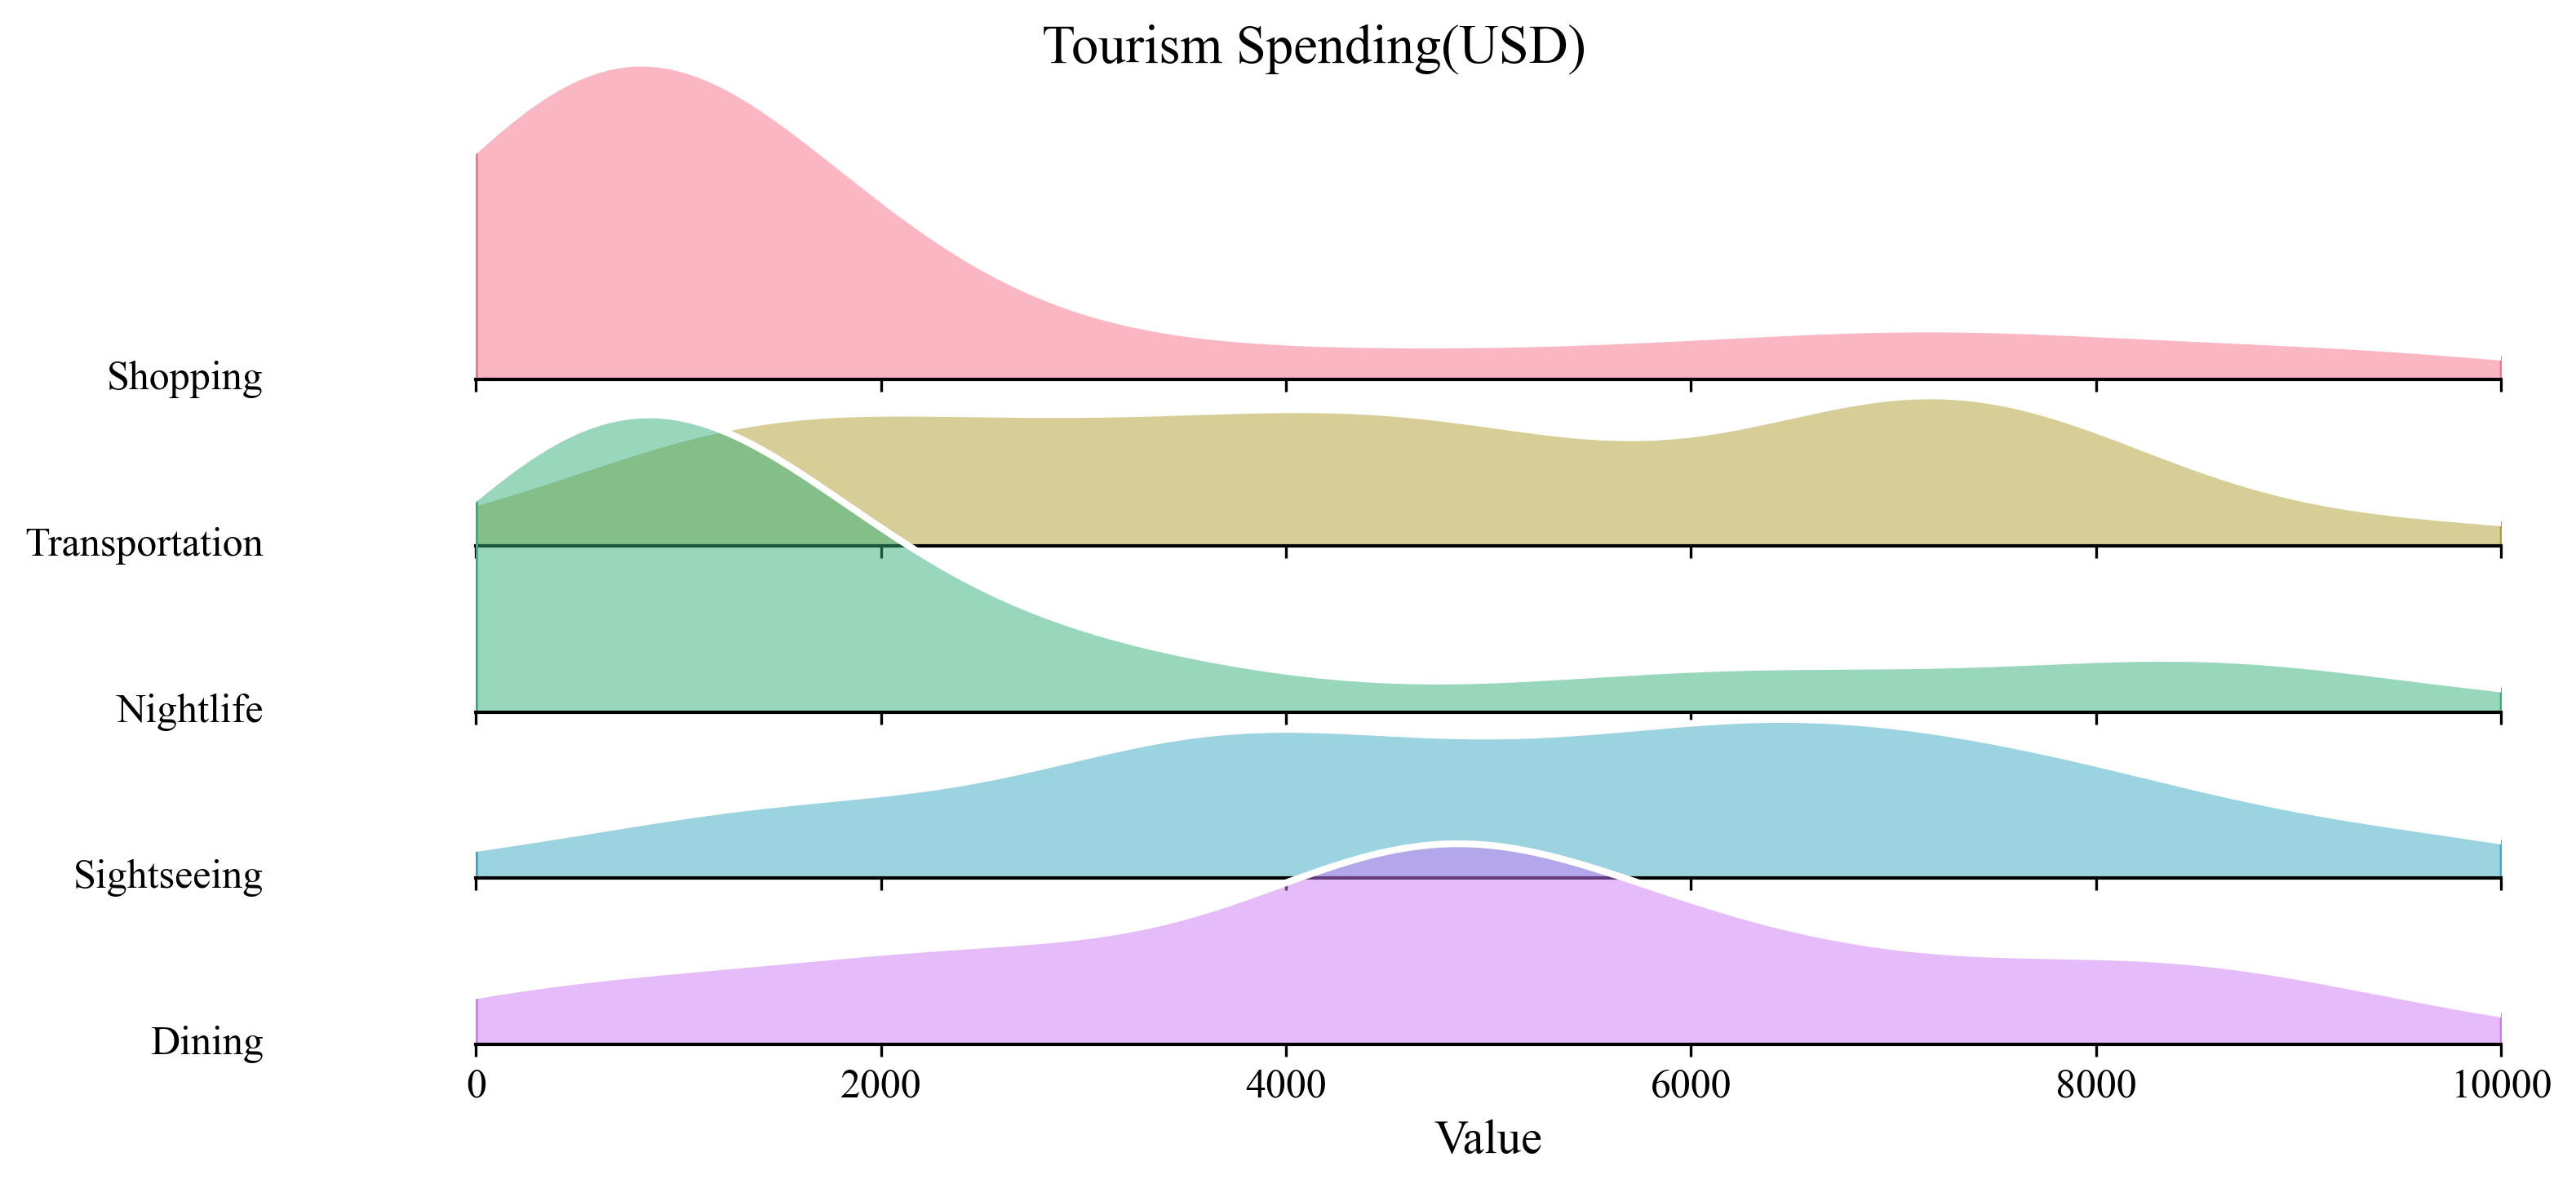 Tourism Spending(USD)
Shopping
Transportation
Nightlife
Sightseeing
Dining
0 2000 4000 6000 8000 10000
Value